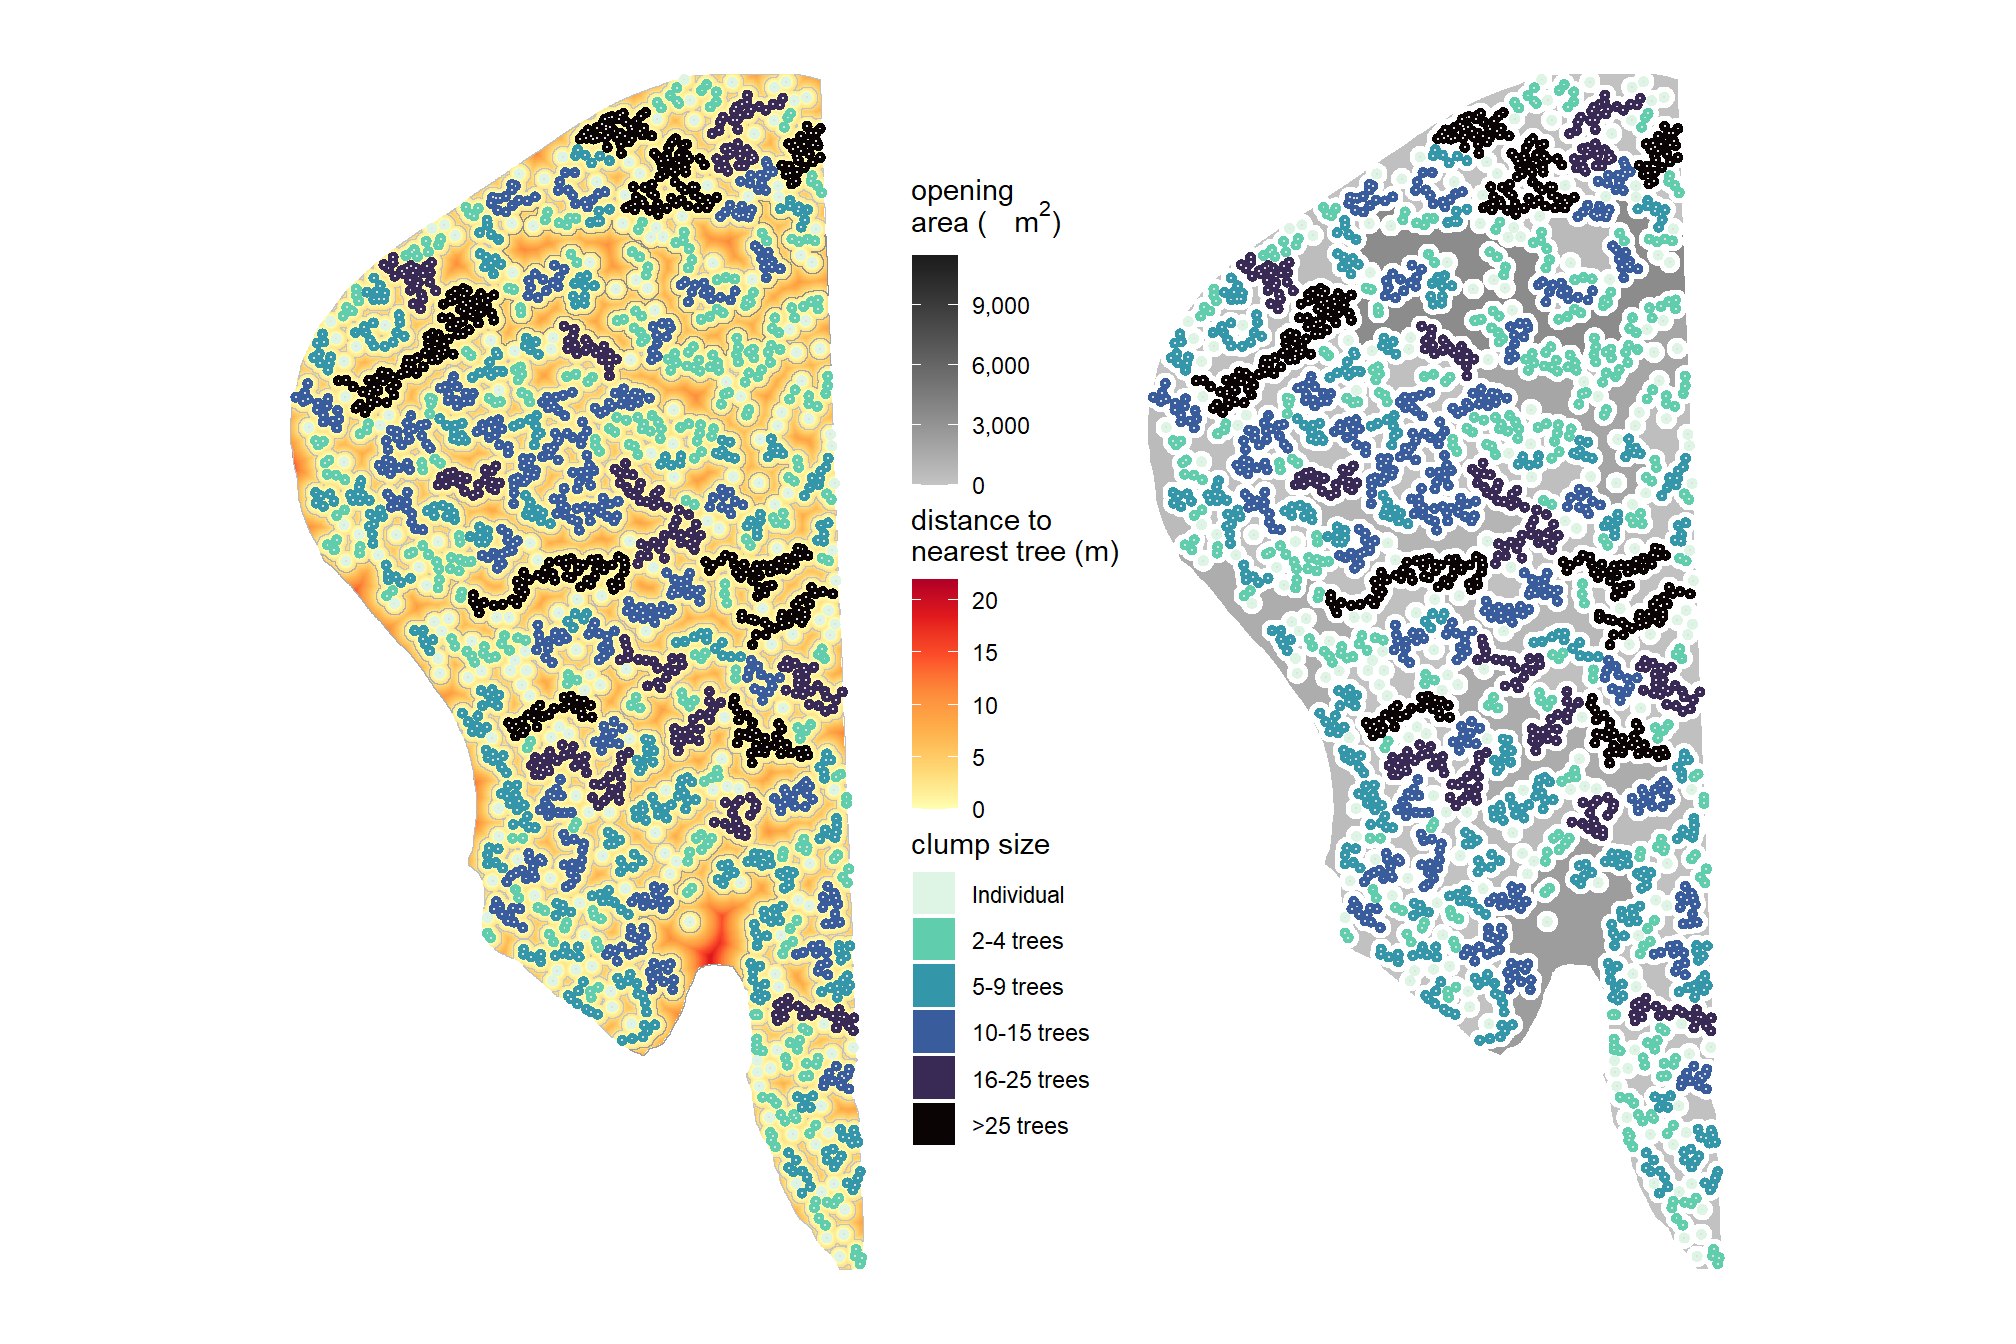 opening
area ( m²)
9,000
6,000
3,000
0
distance to
nearest tree (m)
20
15
10
5
0
clump size
Individual
2-4 trees
5-9 trees
10-15 trees
16-25 trees
>25 trees